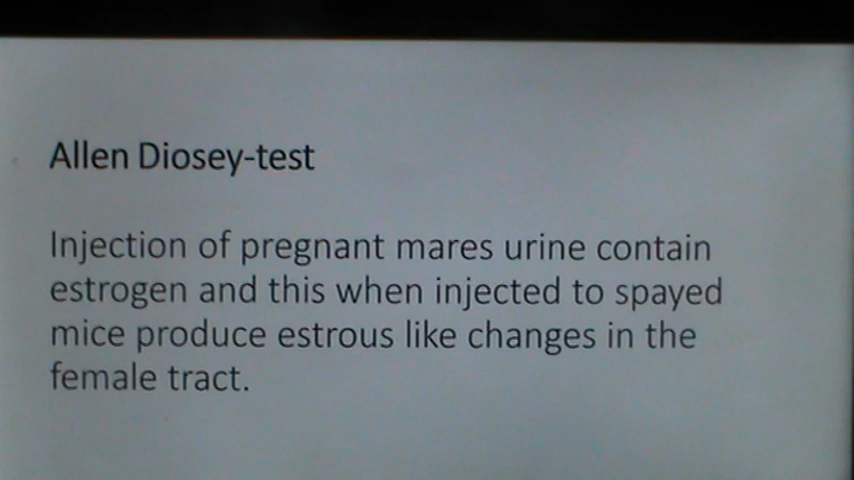 Allen Diosey-test
Injection of pregnant mares urine contain
estrogen and this when injected to spayed
mice produce estrous like changes in the
female tract.